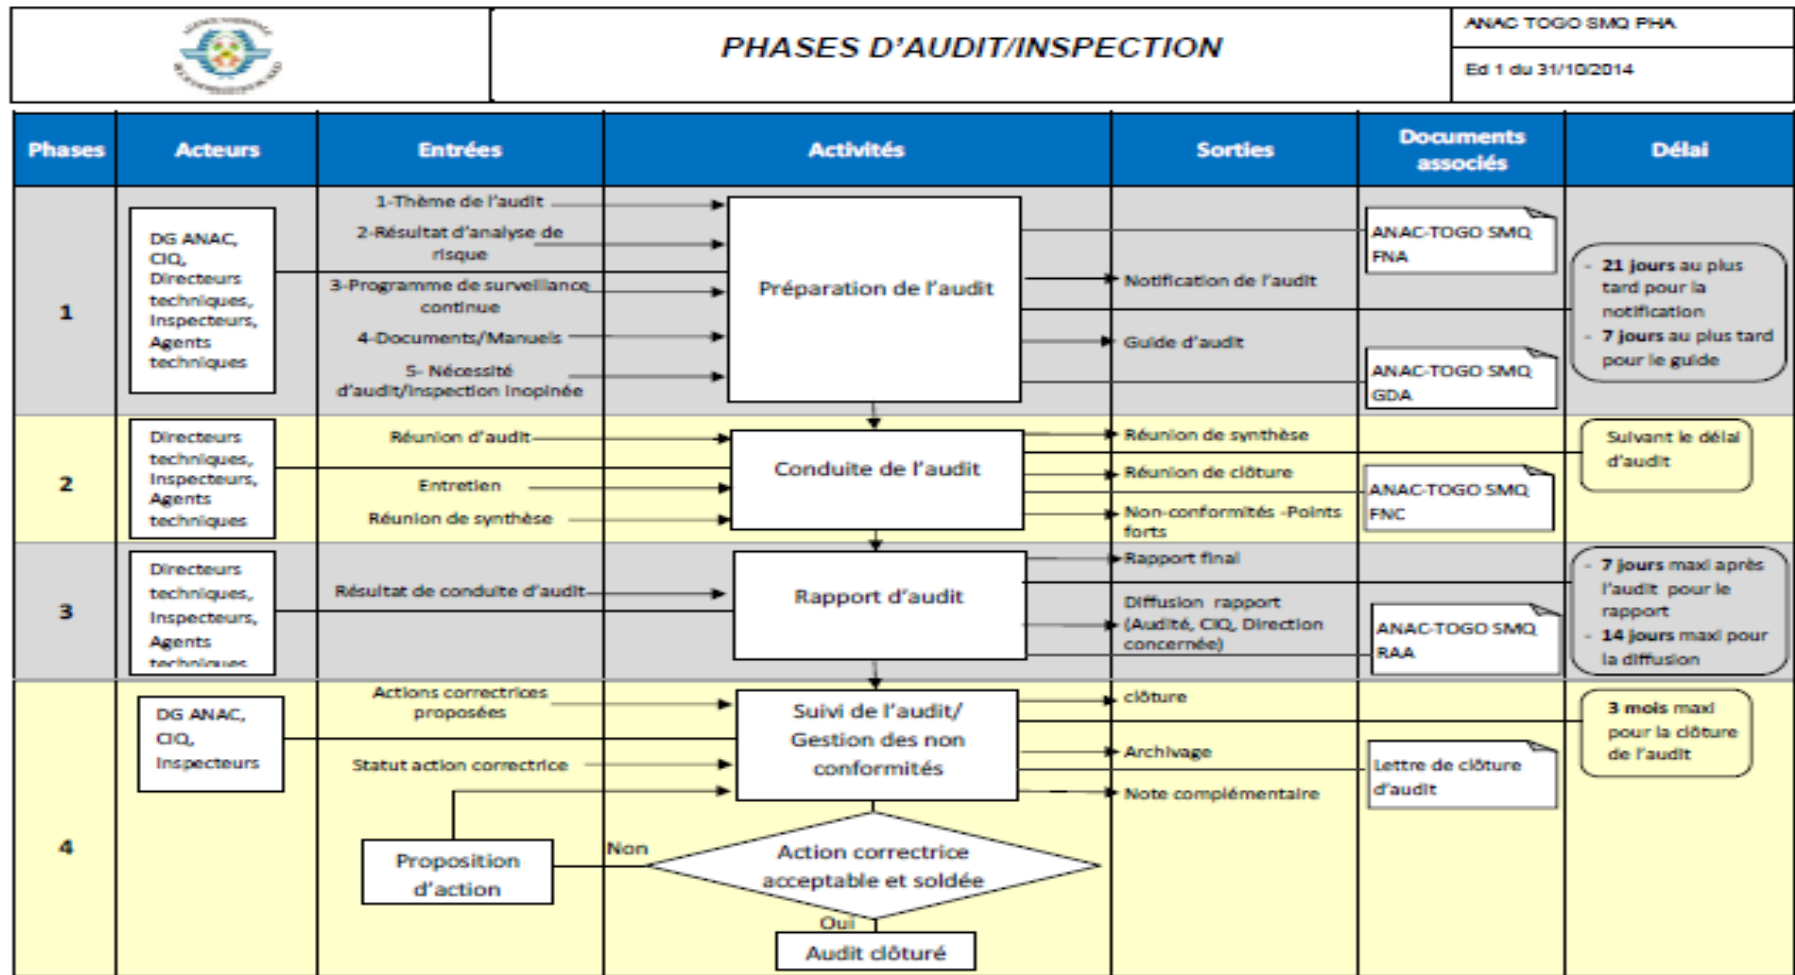 PHASES D'AUDIT/INSPECTION
ANAC TOGO SMQ PHA
Ed 1 du 31/10/2014
Phases
Acteurs
Entrées
Activités
Sorties
Documents
associés
Délai
1
DG ANAC,
CIQ,
Directeurs
techniques,
Inspecteurs,
Agents
techniques
1-Thème de l'audit
2-Résultat d'analyse de
risque
3-Programme de surveillance
continue
4-Documents/Manuels
5- Nécessité
d'audit/inspection inopinée
Préparation de l'audit
Notification de l'audit
Guide d'audit
ANAC-TOGO SMQ
FNA
ANAC-TOGO SMQ
GDA
- 21 jours au plus
tard pour la
notification
- 7 jours au plus tard
pour le guide
2
Directeurs
techniques,
Inspecteurs,
Agents
techniques
Réunion d'audit
Entretien
Réunion de synthèse
Conduite de l'audit
Réunion de synthèse
Réunion de clôture
Non-conformités -Points
forts
ANAC-TOGO SMQ
FNC
Suivant le délai
d'audit
3
Directeurs
techniques,
Inspecteurs,
Agents
techniques
Résultat de conduite d'audit
Rapport d'audit
Rapport final
Diffusion rapport
(Audité, CIQ, Direction
concernée)
ANAC-TOGO SMQ
RAA
- 7 jours maxi après
l'audit pour le
rapport
- 14 jours maxi pour
la diffusion
4
DG ANAC,
CIQ,
Inspecteurs
Actions correctrices
proposées
Statut action correctrice
Suivi de l'audit/
Gestion des non
conformités
clôture
Archivage
Note complémentaire
Lettre de clôture
d'audit
3 mois maxi
pour la clôture
de l'audit
Proposition
d'action
Non
Action correctrice
acceptable et soldée
Oui
Audit clôturé